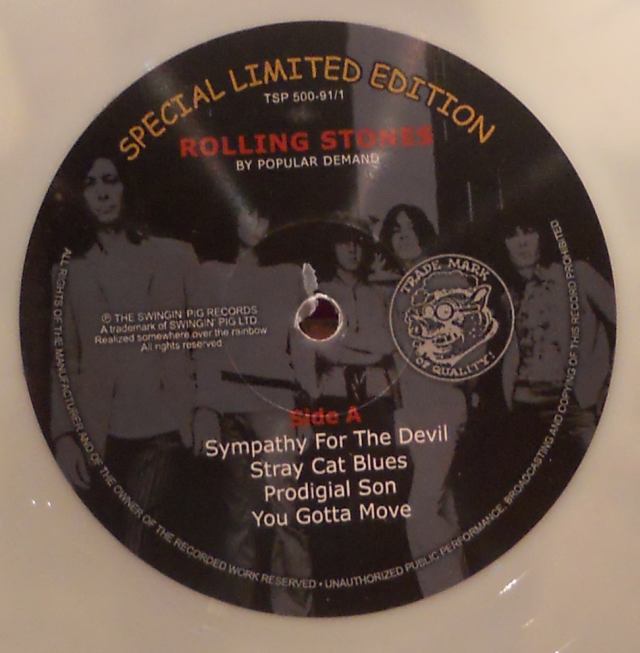 SPECIAL LIMITED EDITION
TSP 500-91/1
ROLLING STONES
BY POPULAR DEMAND
TRADE MARK
OF QUALITY!
℗ THE SWINGIN' PIG RECORDS
A trademark of SWINGIN' PIG LTD.
Realized somewhere over the rainbow
All rights reserved
Side A
Sympathy For The Devil
Stray Cat Blues
Prodigial Son
You Gotta Move
ALL RIGHTS OF THE MANUFACTURER AND OF THE OWNER OF THE RECORDED WORK RESERVED • UNAUTHORIZED PUBLIC PERFORMANCE, BROADCASTING AND COPYING OF THIS RECORD PROHIBITED